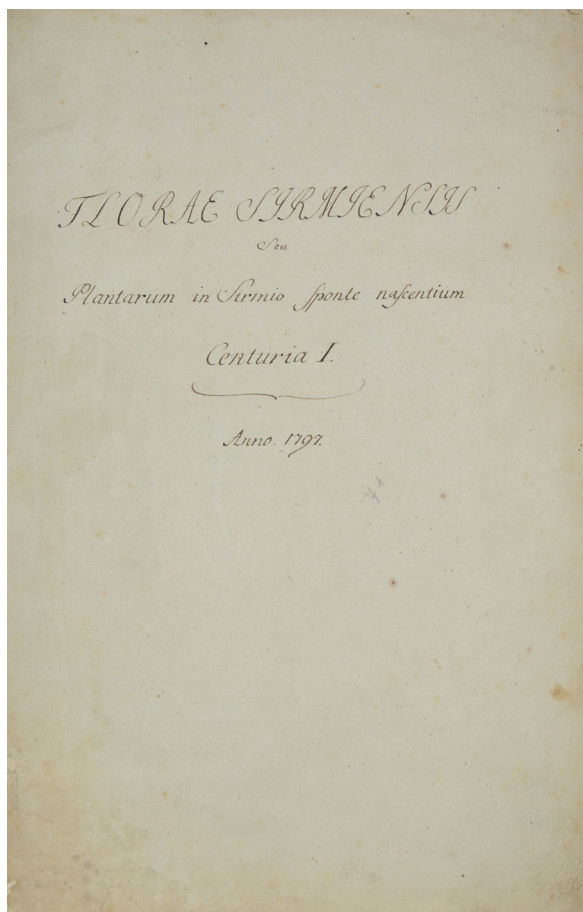 FLORAE SIRMIENSIS
Seu
Plantarum in Sirmio sponte naſcentium
Centuria I.
Anno. 1797.